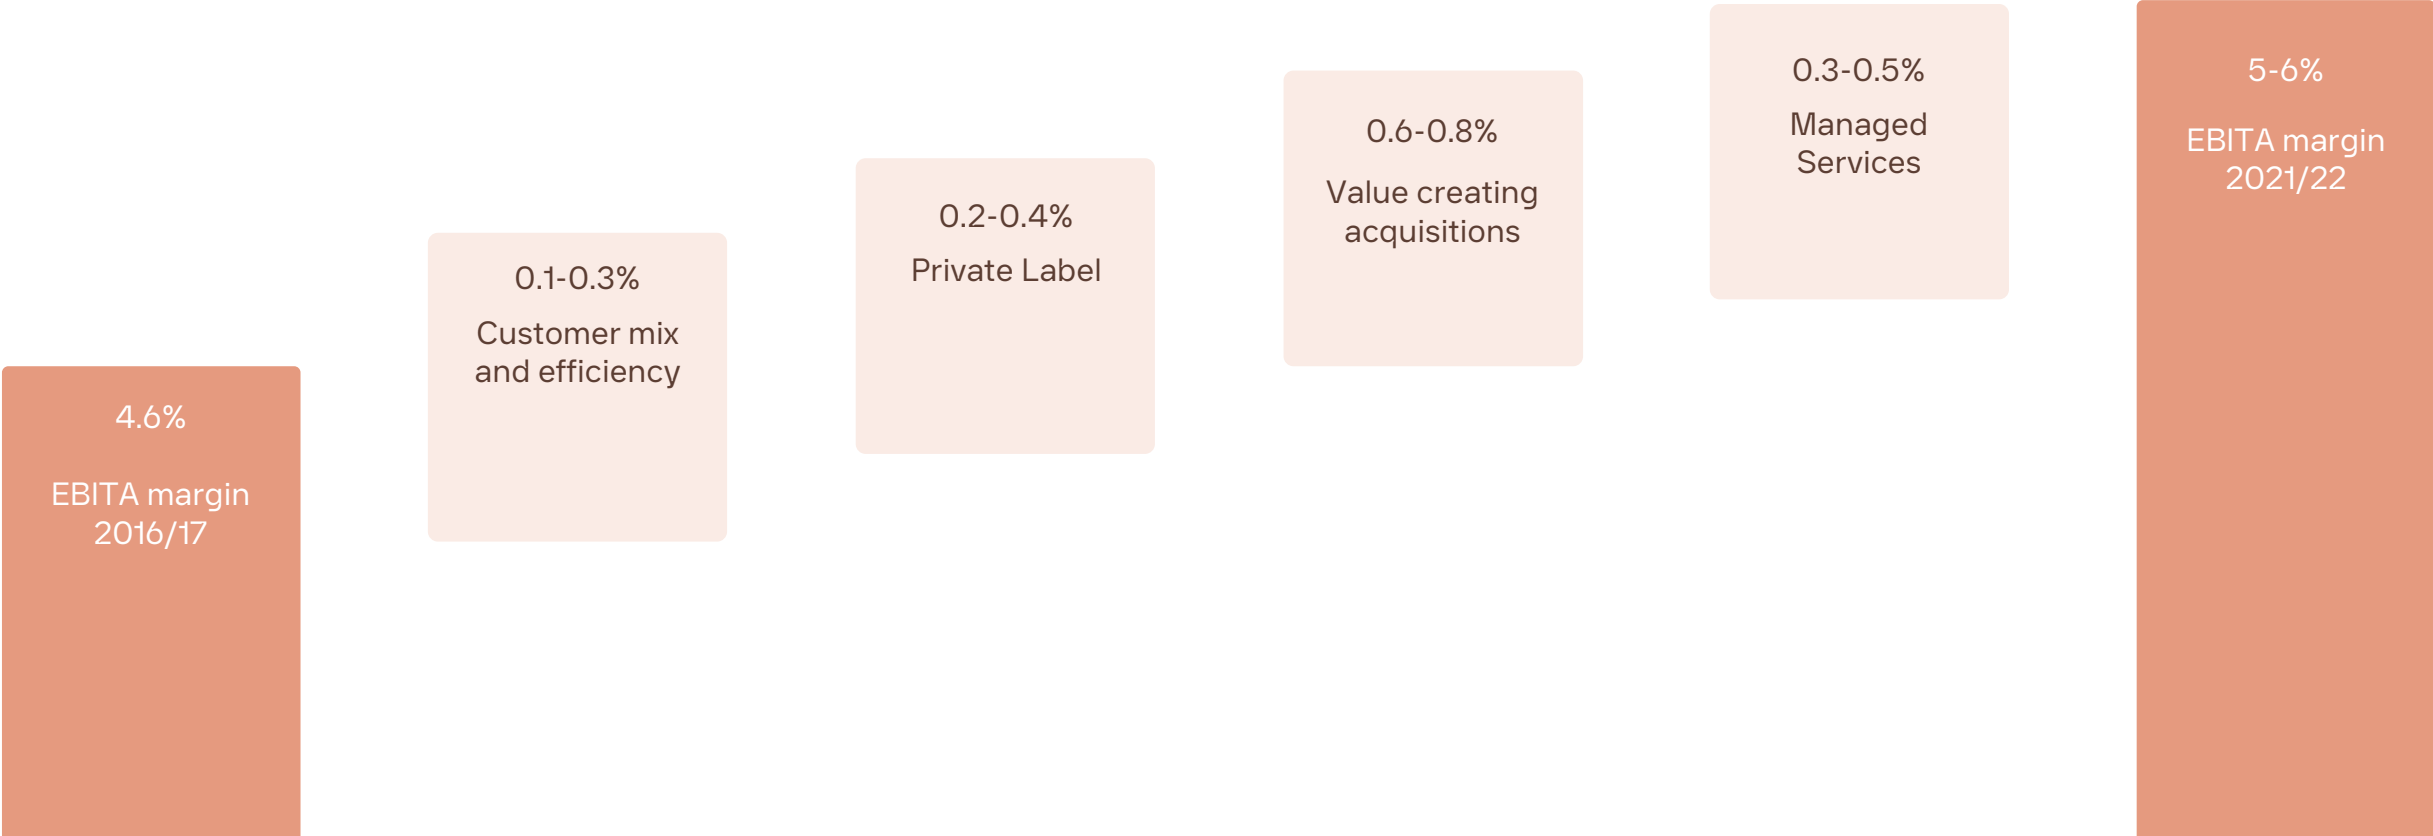 4.6%
EBITA margin
2016/17
0.1-0.3%
Customer mix
and efficiency
0.2-0.4%
Private Label
0.6-0.8%
Value creating
acquisitions
0.3-0.5%
Managed
Services
5-6%
EBITA margin
2021/22